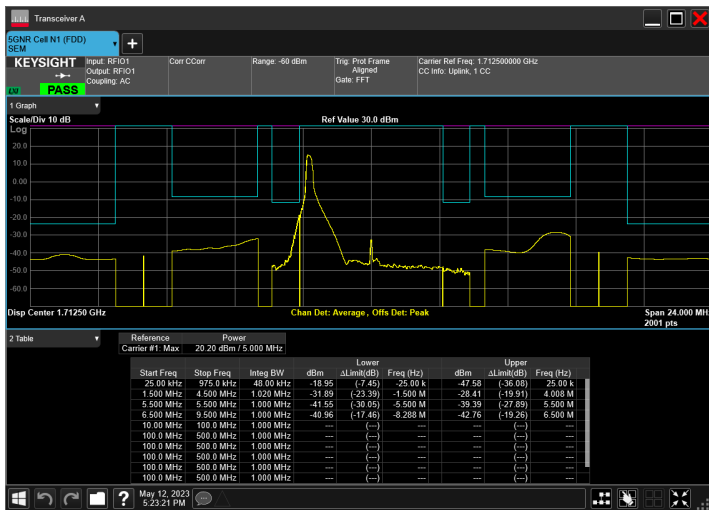 Transceiver A
5GNR Cell N1 (FDD)
SEM
+
KEYSIGHT
Input: RFIO1
Output: RFIO1
Coupling: AC
Corr CCorr
Range: -60 dBm
Trig: Prot Frame
Aligned
Gate: FFT
Carrier Ref Freq: 1.712500000 GHz
CC Info: Uplink, 1 CC
PASS
1 Graph
Scale/Div 10 dB
Ref Value 30.0 dBm
Log
20.0
10.0
0.00
-10.0
-20.0
-30.0
-40.0
-50.0
-60.0
Disp Center 1.71250 GHz
Chan Det: Average, Offs Det: Peak
Span 24.000 MH
2001 pts
2 Table
Reference Power
Carrier #1: Max 20.20 dBm / 5.000 MHz
Lower Upper
Start Freq Stop Freq Integ BW dBm ΔLimit(dB) Freq (Hz) dBm ΔLimit(dB) Freq (Hz)
25.00 kHz 975.0 kHz 48.00 kHz -18.95 (-7.45) -25.00 k -47.58 (-36.08) 25.00 k
1.500 MHz 4.500 MHz 1.020 MHz -31.89 (-23.39) -1.500 M -28.41 (-19.91) 4.008 M
5.500 MHz 5.500 MHz 1.000 MHz -41.55 (-30.05) -5.500 M -39.39 (-27.89) 5.500 M
6.500 MHz 9.500 MHz 1.000 MHz -40.96 (-17.46) -8.288 M -42.76 (-19.26) 6.500 M
10.00 MHz 100.0 MHz 1.000 MHz --- (---) --- --- (---) ---
100.0 MHz 500.0 MHz 1.000 MHz --- (---) --- --- (---) ---
100.0 MHz 500.0 MHz 1.000 MHz --- (---) --- --- (---) ---
100.0 MHz 500.0 MHz 1.000 MHz --- (---) --- --- (---) ---
100.0 MHz 500.0 MHz 1.000 MHz --- (---) --- --- (---) ---
100.0 MHz 500.0 MHz 1.000 MHz --- (---) --- --- (---) ---
?
May 12, 2023
5:23:21 PM